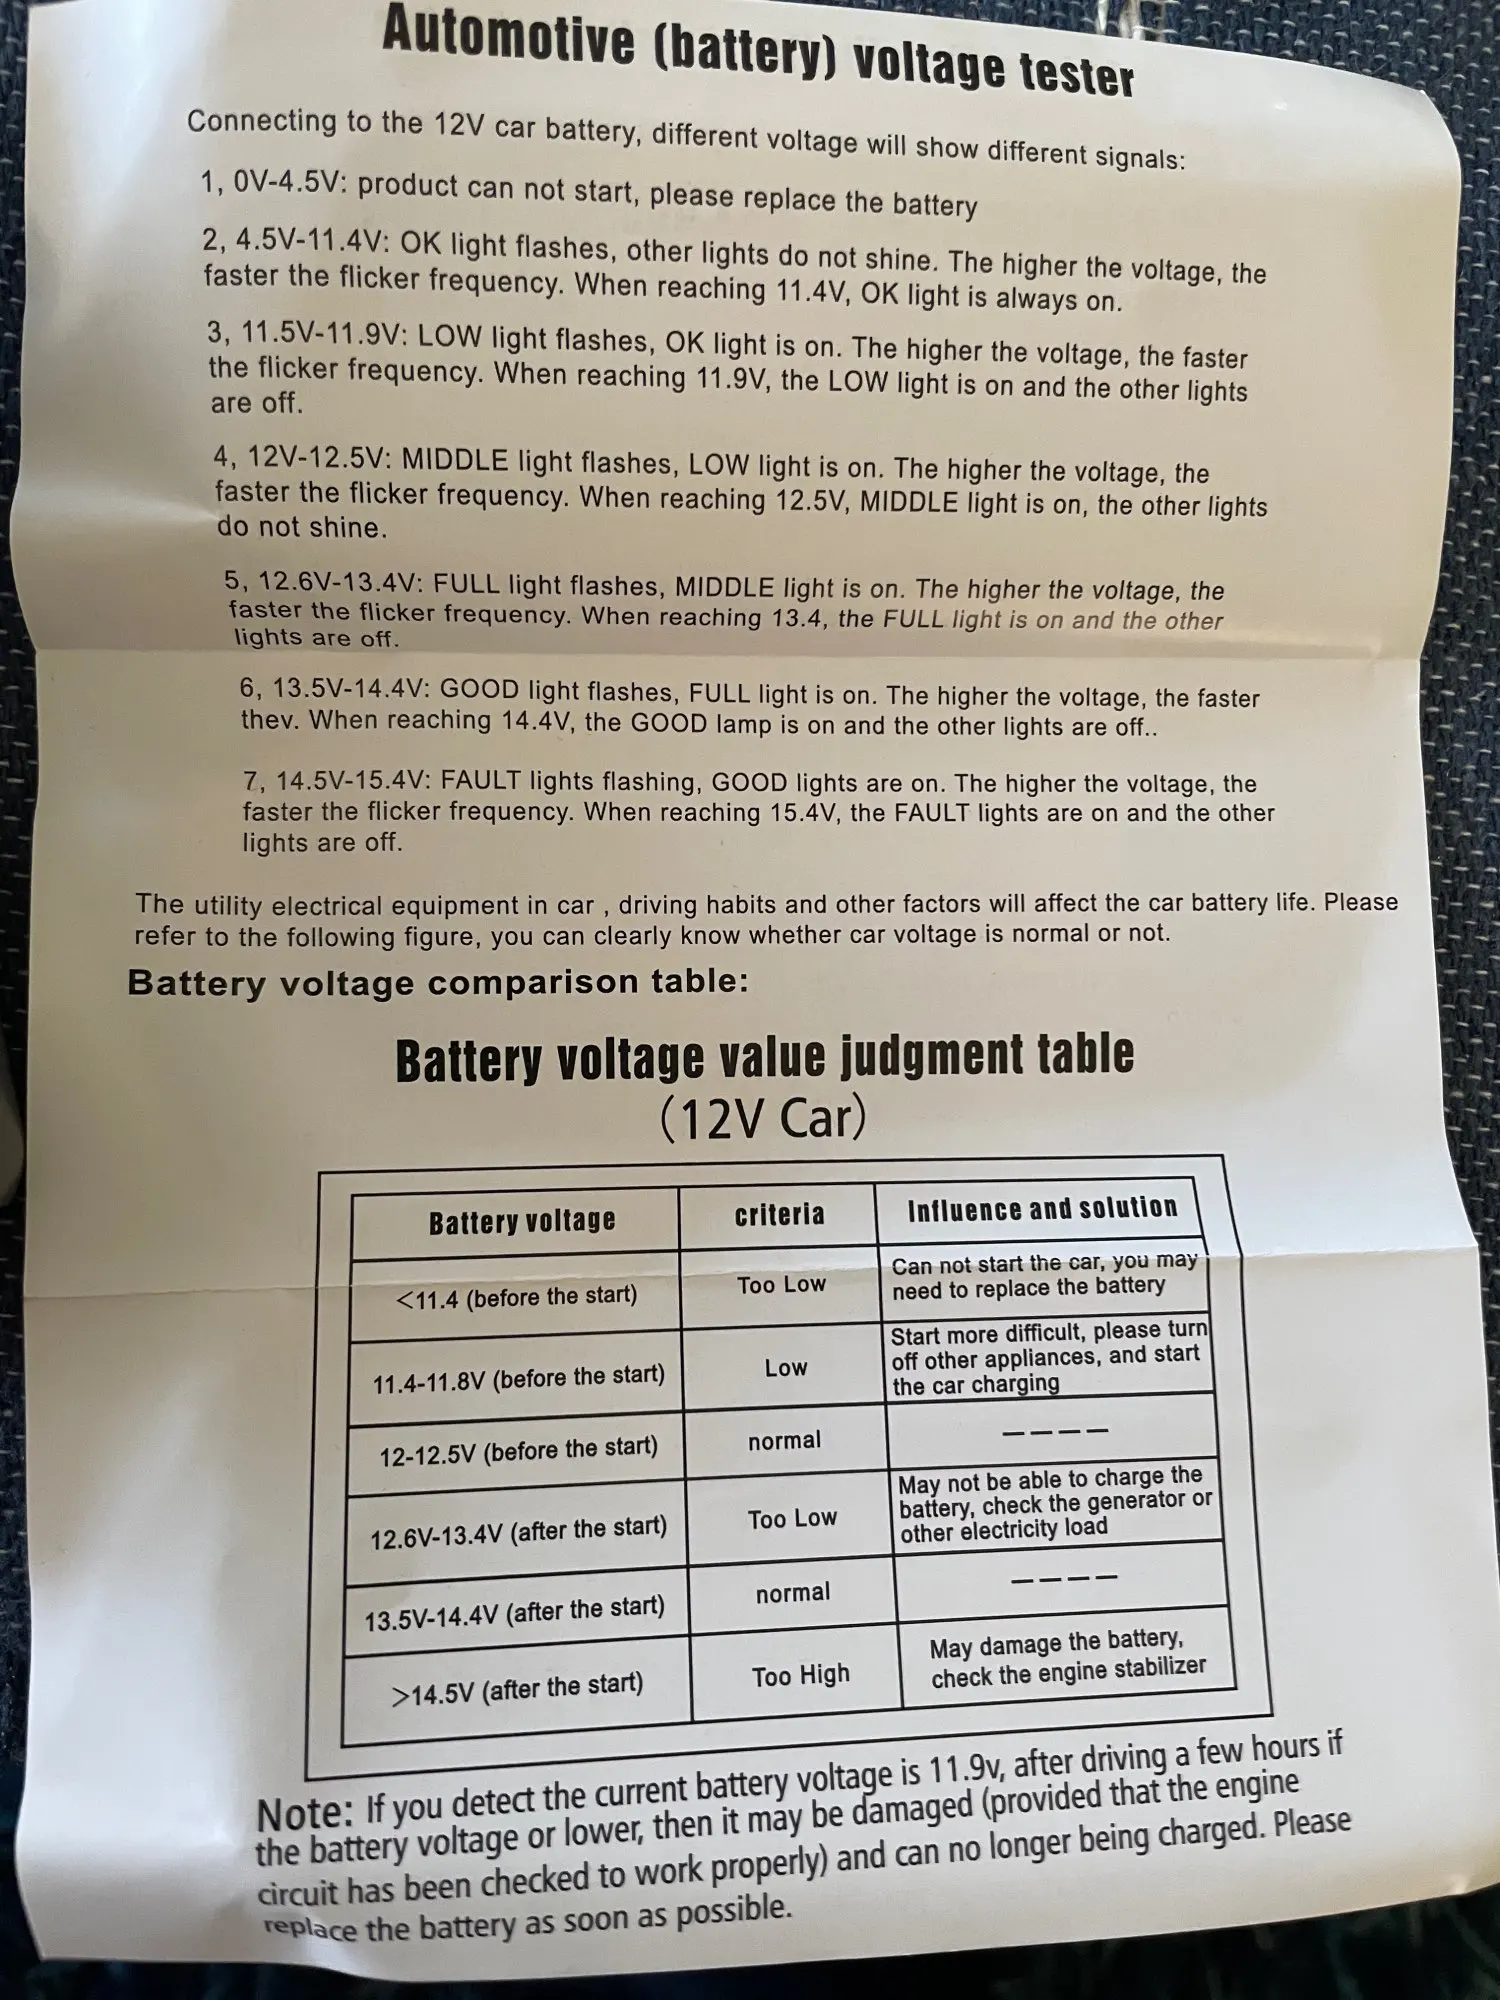 Automotive (battery) voltage tester
Connecting to the 12V car battery, different voltage will show different signals:
1, 0V-4.5V: product can not start, please replace the battery
2, 4.5V-11.4V: OK light flashes, other lights do not shine. The higher the voltage, the
faster the flicker frequency. When reaching 11.4V, OK light is always on.
3, 11.5V-11.9V: LOW light flashes, OK light is on. The higher the voltage, the faster
the flicker frequency. When reaching 11.9V, the LOW light is on and the other lights
are off.
4, 12V-12.5V: MIDDLE light flashes, LOW light is on. The higher the voltage, the
faster the flicker frequency. When reaching 12.5V, MIDDLE light is on, the other lights
do not shine.
5, 12.6V-13.4V: FULL light flashes, MIDDLE light is on. The higher the voltage, the
faster the flicker frequency. When reaching 13.4, the FULL light is on and the other
lights are off.
6, 13.5V-14.4V: GOOD light flashes, FULL light is on. The higher the voltage, the faster
thev. When reaching 14.4V, the GOOD lamp is on and the other lights are off..
7, 14.5V-15.4V: FAULT lights flashing, GOOD lights are on. The higher the voltage, the
faster the flicker frequency. When reaching 15.4V, the FAULT lights are on and the other
lights are off.
The utility electrical equipment in car , driving habits and other factors will affect the car battery life. Please
refer to the following figure, you can clearly know whether car voltage is normal or not.
Battery voltage comparison table:
Battery voltage value judgment table
(12V Car)
Battery voltage criteria Influence and solution
<11.4 (before the start) Too Low Can not start the car, you may
need to replace the battery
11.4-11.8V (before the start) Low Start more difficult, please turn
off other appliances, and start
the car charging
12-12.5V (before the start) normal ----
12.6V-13.4V (after the start) Too Low May not be able to charge the
battery, check the generator or
other electricity load
13.5V-14.4V (after the start) normal ----
>14.5V (after the start) Too High May damage the battery,
check the engine stabilizer
Note: If you detect the current battery voltage is 11.9v, after driving a few hours if
the battery voltage or lower, then it may be damaged (provided that the engine
circuit has been checked to work properly) and can no longer being charged. Please
replace the battery as soon as possible.